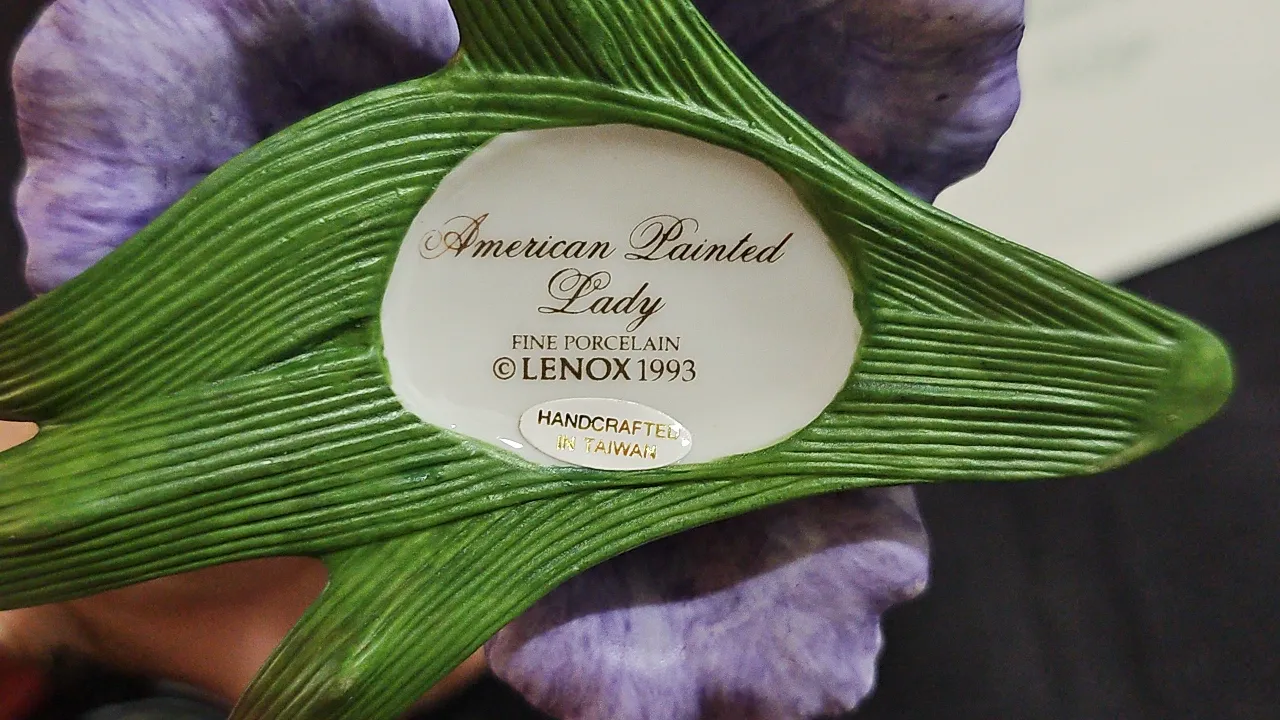 American Painted
Lady
FINE PORCELAIN
© LENOX 1993
HANDCRAFTED
IN TAIWAN